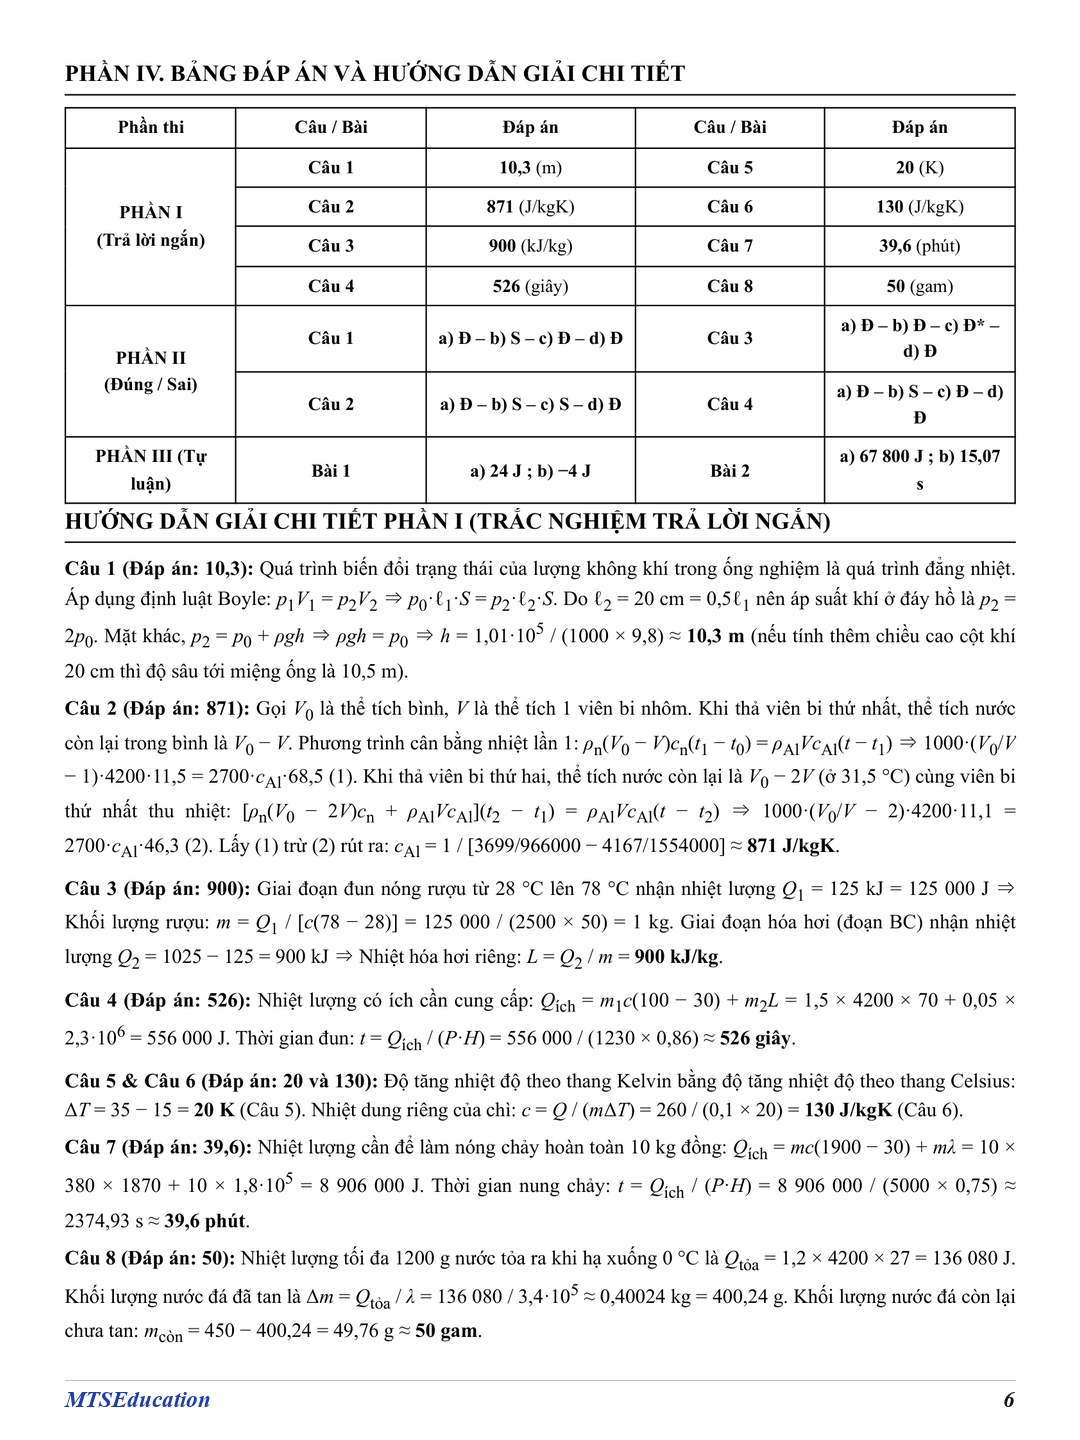 PHẦN IV. BẢNG ĐÁP ÁN VÀ HƯỚNG DẪN GIẢI CHI TIẾT
Phần thi Câu / Bài Đáp án Câu / Bài Đáp án
PHẦN I (Trả lời ngắn)
Câu 1 10,3 (m) Câu 5 20 (K)
Câu 2 871 (J/kgK) Câu 6 130 (J/kgK)
Câu 3 900 (kJ/kg) Câu 7 39,6 (phút)
Câu 4 526 (giây) Câu 8 50 (gam)
PHẦN II (Đúng / Sai)
Câu 1 a) Đ – b) S – c) Đ – d) Đ Câu 3 a) Đ – b) Đ – c) Đ* – d) Đ
Câu 2 a) Đ – b) S – c) S – d) Đ Câu 4 a) Đ – b) S – c) Đ – d) Đ
PHẦN III (Tự luận) Bài 1 a) 24 J ; b) −4 J Bài 2 a) 67 800 J ; b) 15,07 s
HƯỚNG DẪN GIẢI CHI TIẾT PHẦN I (TRẮC NGHIỆM TRẢ LỜI NGẮN)
Câu 1 (Đáp án: 10,3): Quá trình biến đổi trạng thái của lượng không khí trong ống nghiệm là quá trình đẳng nhiệt.
Áp dụng định luật Boyle: p₁V₁ = p₂V₂ ⇒ p₀·ℓ₁·S = p₂·ℓ₂·S. Do ℓ₂ = 20 cm = 0,5ℓ₁ nên áp suất khí ở đáy hồ là p₂ =
2p₀. Mặt khác, p₂ = p₀ + ρgh ⇒ ρgh = p₀ ⇒ h = 1,01·10⁵ / (1000 × 9,8) ≈ 10,3 m (nếu tính thêm chiều cao cột khí
20 cm thì độ sâu tới miệng ống là 10,5 m).
Câu 2 (Đáp án: 871): Gọi V₀ là thể tích bình, V là thể tích 1 viên bi nhôm. Khi thả viên bi thứ nhất, thể tích nước
còn lại trong bình là V₀ − V. Phương trình cân bằng nhiệt lần 1: ρₙ(V₀ − V)cₙ(t₁ − t₀) = ρ_AlVc_Al(t − t₁) ⇒ 1000·(V₀/V
− 1)·4200·11,5 = 2700·c_Al·68,5 (1). Khi thả viên bi thứ hai, thể tích nước còn lại là V₀ − 2V (ở 31,5 °C) cùng viên bi
thứ nhất thu nhiệt: [ρₙ(V₀ − 2V)cₙ + ρ_AlVc_Al](t₂ − t₁) = ρ_AlVc_Al(t − t₂) ⇒ 1000·(V₀/V − 2)·4200·11,1 =
2700·c_Al·46,3 (2). Lấy (1) trừ (2) rút ra: c_Al = 1 / [3699/966000 − 4167/1554000] ≈ 871 J/kgK.
Câu 3 (Đáp án: 900): Giai đoạn đun nóng rượu từ 28 °C lên 78 °C nhận nhiệt lượng Q₁ = 125 kJ = 125 000 J ⇒
Khối lượng rượu: m = Q₁ / [c(78 − 28)] = 125 000 / (2500 × 50) = 1 kg. Giai đoạn hóa hơi (đoạn BC) nhận nhiệt
lượng Q₂ = 1025 − 125 = 900 kJ ⇒ Nhiệt hóa hơi riêng: L = Q₂ / m = 900 kJ/kg.
Câu 4 (Đáp án: 526): Nhiệt lượng có ích cần cung cấp: Q_ích = m₁c(100 − 30) + m₂L = 1,5 × 4200 × 70 + 0,05 ×
2,3·10⁶ = 556 000 J. Thời gian đun: t = Q_ích / (P·H) = 556 000 / (1230 × 0,86) ≈ 526 giây.
Câu 5 & Câu 6 (Đáp án: 20 và 130): Độ tăng nhiệt độ theo thang Kelvin bằng độ tăng nhiệt độ theo thang Celsius:
ΔT = 35 − 15 = 20 K (Câu 5). Nhiệt dung riêng của chì: c = Q / (mΔT) = 260 / (0,1 × 20) = 130 J/kgK (Câu 6).
Câu 7 (Đáp án: 39,6): Nhiệt lượng cần để làm nóng chảy hoàn toàn 10 kg đồng: Q_ích = mc(1900 − 30) + mλ = 10 ×
380 × 1870 + 10 × 1,8·10⁵ = 8 906 000 J. Thời gian nung chảy: t = Q_ích / (P·H) = 8 906 000 / (5000 × 0,75) ≈
2374,93 s ≈ 39,6 phút.
Câu 8 (Đáp án: 50): Nhiệt lượng tối đa 1200 g nước tỏa ra khi hạ xuống 0 °C là Q_tỏa = 1,2 × 4200 × 27 = 136 080 J.
Khối lượng nước đá đã tan là Δm = Q_tỏa / λ = 136 080 / 3,4·10⁵ ≈ 0,40024 kg = 400,24 g. Khối lượng nước đá còn lại
chưa tan: m_còn = 450 − 400,24 = 49,76 g ≈ 50 gam.
MTSEducation 6